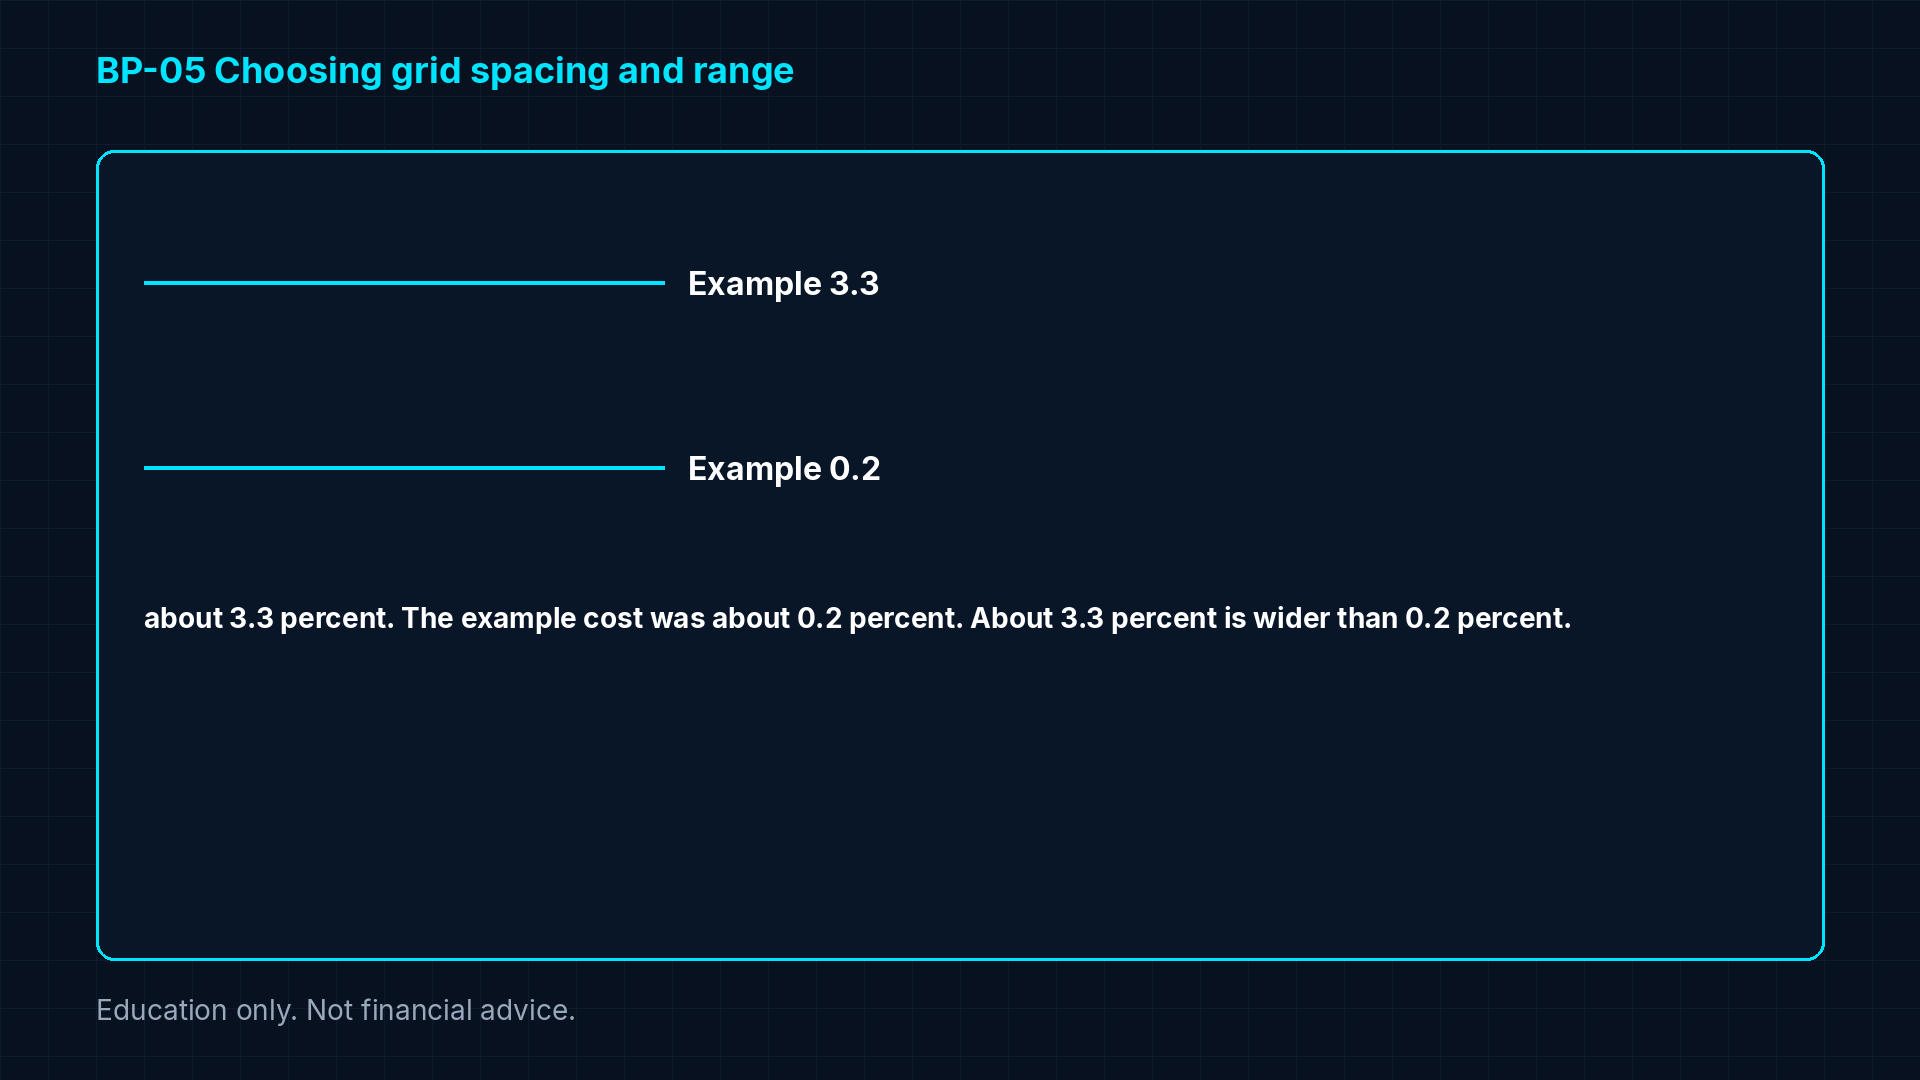 BP-05 Choosing grid spacing and range
Example 3.3
Example 0.2
about 3.3 percent. The example cost was about 0.2 percent. About 3.3 percent is wider than 0.2 percent.
Education only. Not financial advice.